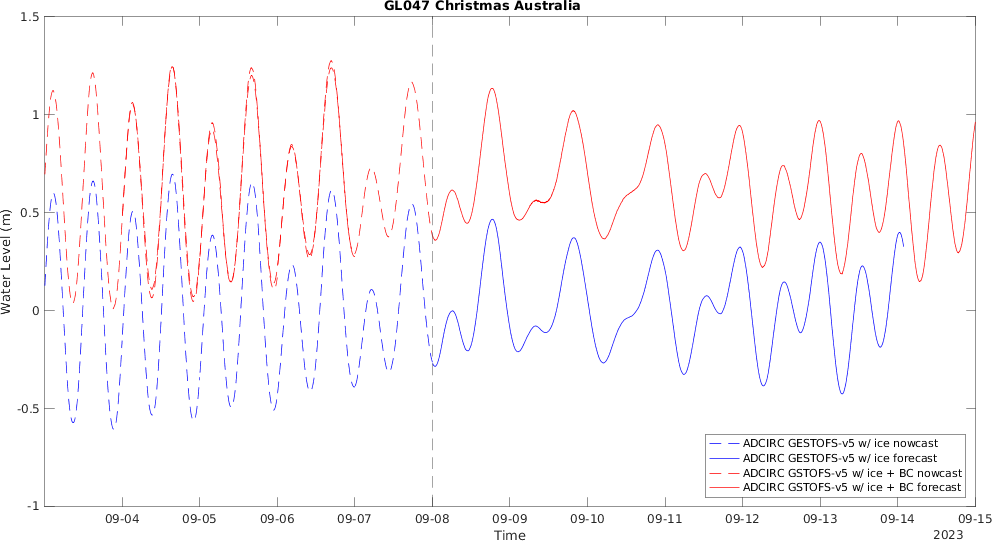 GL047 Christmas Australia
1.5
1
0.5
0
-0.5
-1
Water Level (m)
ADCIRC GESTOFS-v5 w/ ice nowcast
ADCIRC GESTOFS-v5 w/ ice forecast
ADCIRC GSTOFS-v5 w/ ice + BC nowcast
ADCIRC GSTOFS-v5 w/ ice + BC forecast
09-04 09-05 09-06 09-07 09-08 09-09 09-10 09-11 09-12 09-13 09-14 09-15
Time
2023